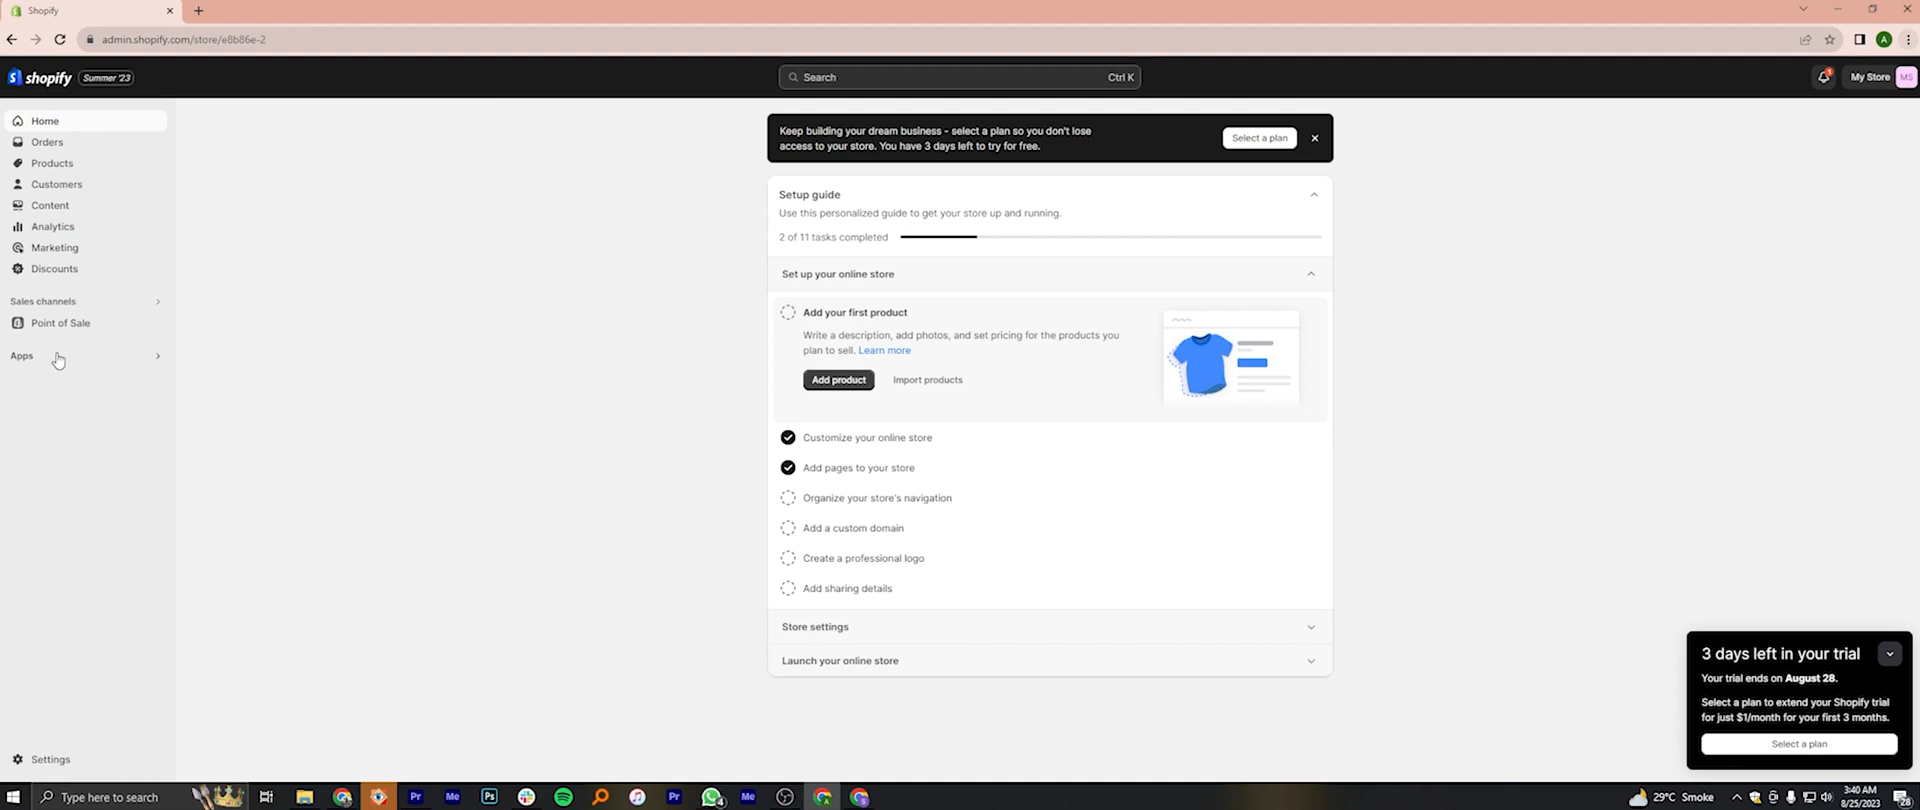 Shopify
admin.shopify.com/store/e8b86e-2
shopify
Summer '23
Search
Ctrl K
1
My Store
MS
A
Home
Orders
Products
Customers
Content
Analytics
Marketing
Discounts
Sales channels
Point of Sale
Apps
Settings
Keep building your dream business - select a plan so you don't lose
access to your store. You have 3 days left to try for free.
Select a plan
Setup guide
Use this personalized guide to get your store up and running.
2 of 11 tasks completed
Set up your online store
Add your first product
Write a description, add photos, and set pricing for the products you
plan to sell. Learn more
Add product
Import products
Customize your online store
Add pages to your store
Organize your store's navigation
Add a custom domain
Create a professional logo
Add sharing details
Store settings
Launch your online store
3 days left in your trial
Your trial ends on August 28.
Select a plan to extend your Shopify trial
for just $1/month for your first 3 months.
Select a plan
Type here to search
Pr
Me
Ps
4
Pr
Me
29°C Smoke
3:40 AM
8/25/2023
28